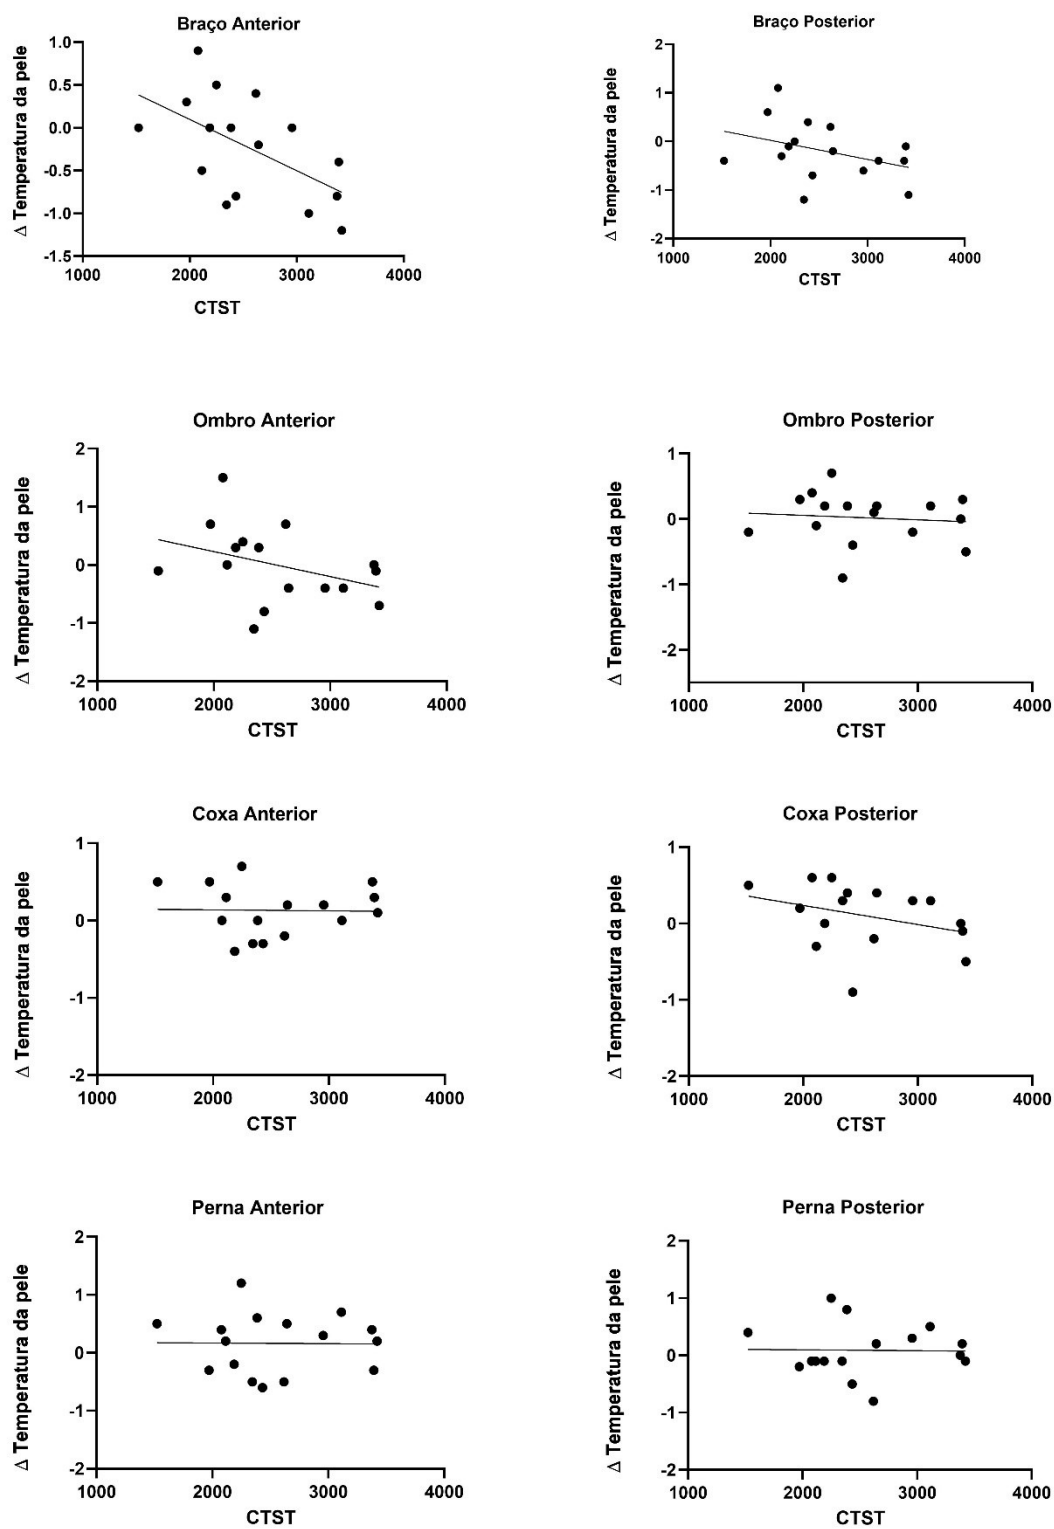 Braço Anterior
Δ Temperatura da pele
1.0
0.5
0.0
-0.5
-1.0
-1.5
1000 2000 3000 4000
CTST
Braço Posterior
Δ Temperatura da pele
2
1
0
-1
-2
1000 2000 3000 4000
CTST
Ombro Anterior
Δ Temperatura da pele
2
1
0
-1
-2
1000 2000 3000 4000
CTST
Ombro Posterior
Δ Temperatura da pele
1
0
-1
-2
1000 2000 3000 4000
CTST
Coxa Anterior
Δ Temperatura da pele
1
0
-1
-2
1000 2000 3000 4000
CTST
Coxa Posterior
Δ Temperatura da pele
1
0
-1
-2
1000 2000 3000 4000
CTST
Perna Anterior
Δ Temperatura da pele
2
1
0
-1
-2
1000 2000 3000 4000
CTST
Perna Posterior
Δ Temperatura da pele
2
1
0
-1
-2
1000 2000 3000 4000
CTST